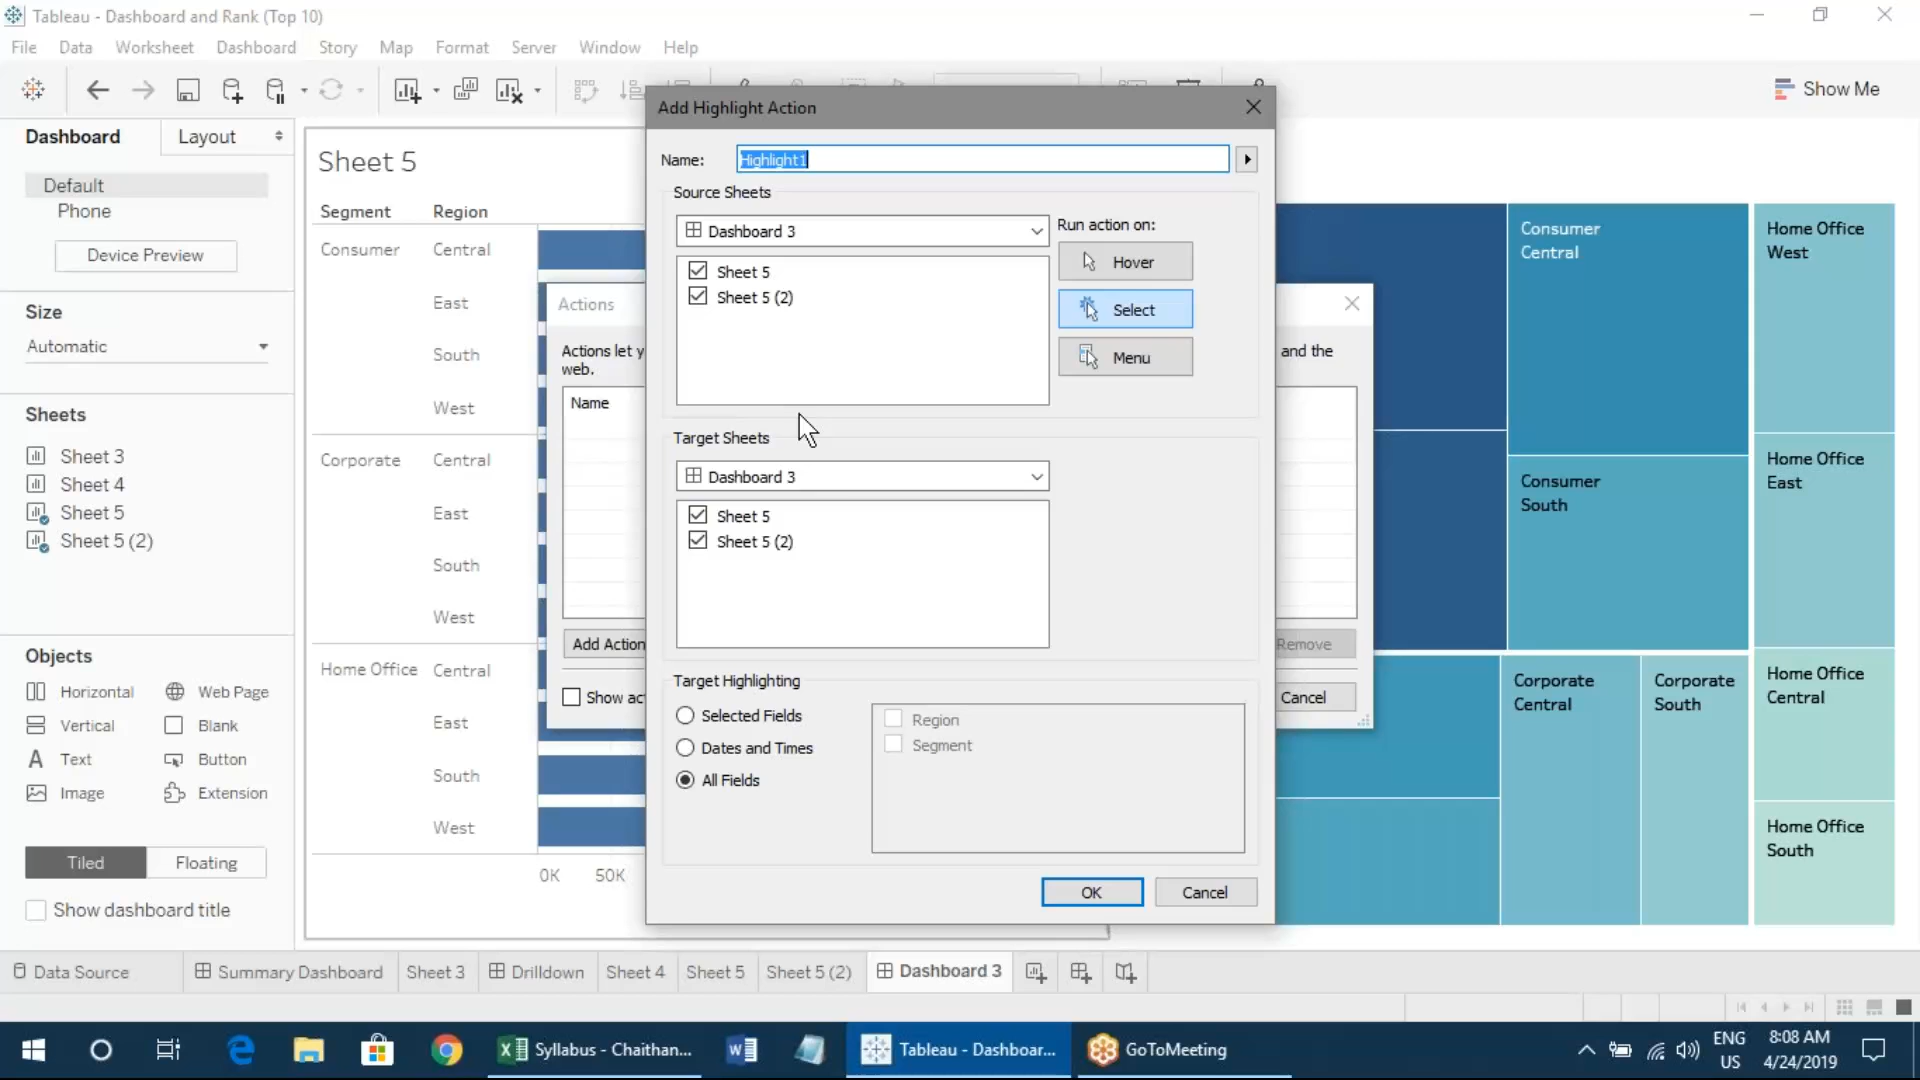 Tableau - Dashboard and Rank (Top 10)
File Data Worksheet Dashboard Story Map Format Server Window Help
Show Me
Dashboard Layout
Default
Phone
Device Preview
Size
Automatic
Sheets
Sheet 3
Sheet 4
Sheet 5
Sheet 5 (2)
Objects
Horizontal Web Page
Vertical Blank
Text Button
Image Extension
Tiled Floating
Show dashboard title
Sheet 5
Segment Region
Consumer Central
East
South
West
Corporate Central
East
South
West
Home Office Central
East
South
West
0K 50K
Actions
Actions let y
and the
web.
Name
Add Action
Remove
Show act
Cancel
Add Highlight Action
Name: Highlight1
Source Sheets
Dashboard 3
Sheet 5
Sheet 5 (2)
Run action on:
Hover
Select
Menu
Target Sheets
Dashboard 3
Sheet 5
Sheet 5 (2)
Target Highlighting
Selected Fields
Dates and Times
All Fields
Region
Segment
OK Cancel
Consumer
Central
Home Office
West
Consumer
South
Home Office
East
Corporate
Central
Corporate
South
Home Office
Central
Home Office
South
Data Source Summary Dashboard Sheet 3 Drilldown Sheet 4 Sheet 5 Sheet 5 (2) Dashboard 3
Syllabus - Chaithan...
Tableau - Dashboar...
GoToMeeting
ENG
US
8:08 AM
4/24/2019